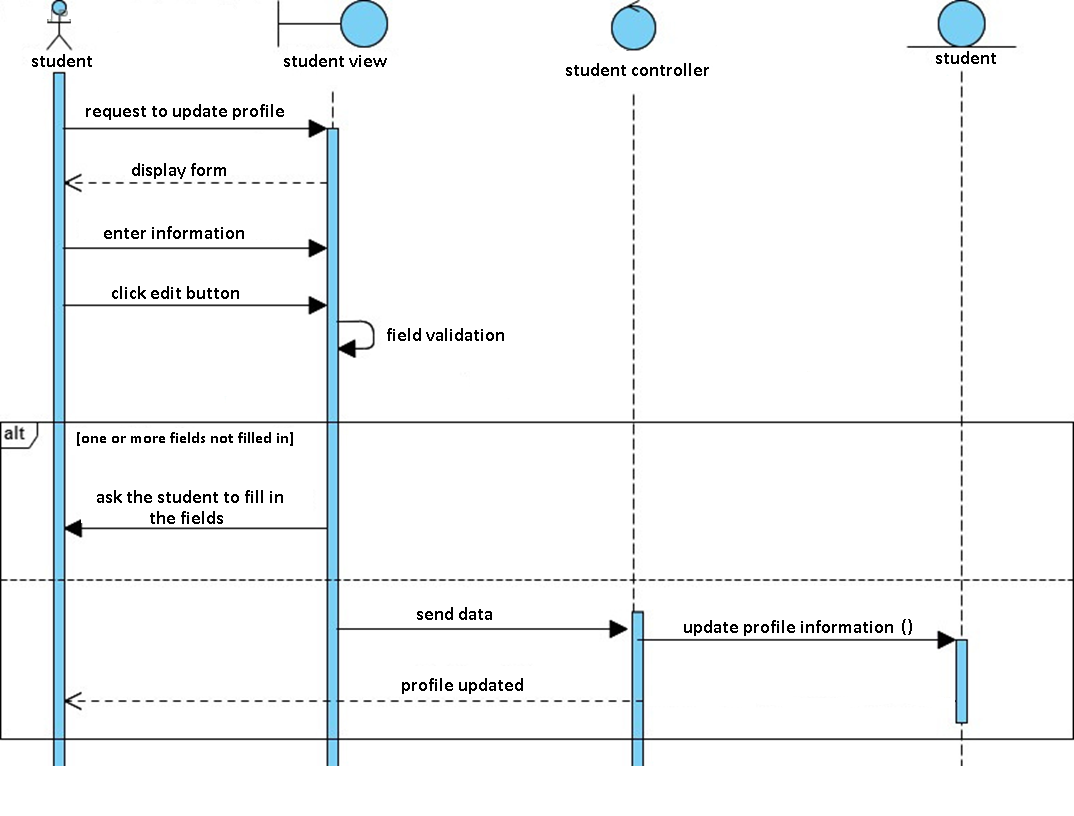 student
student view
student controller
student
request to update profile
display form
enter information
click edit button
field validation
alt
[one or more fields not filled in]
ask the student to fill in
the fields
send data
update profile information ()
profile updated